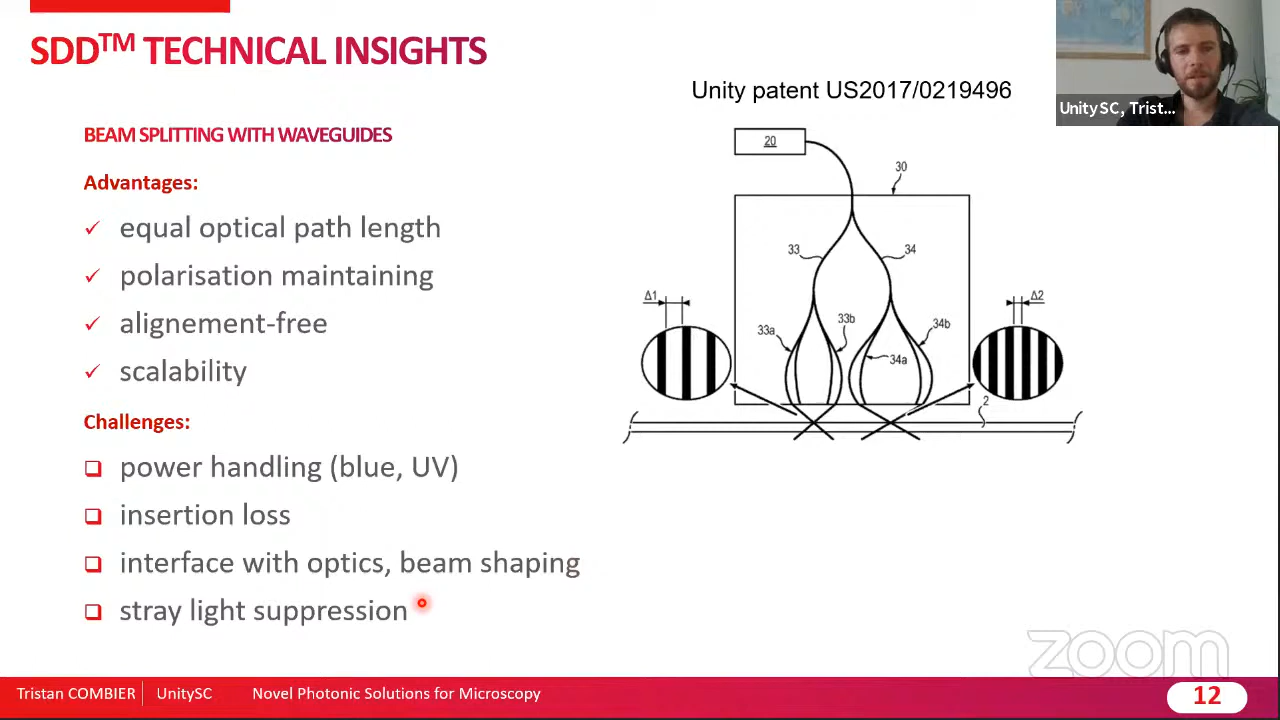 SDD™ TECHNICAL INSIGHTS
Unity patent US2017/0219496
UnitySC, Trist...
BEAM SPLITTING WITH WAVEGUIDES
Advantages:
✓ equal optical path length
✓ polarisation maintaining
✓ alignement-free
✓ scalability
Challenges:
❑ power handling (blue, UV)
❑ insertion loss
❑ interface with optics, beam shaping
❑ stray light suppression
20
30
33
34
Δ1
Δ2
33a
33b
34b
34a
2
zoom
Tristan COMBIER UnitySC Novel Photonic Solutions for Microscopy
12